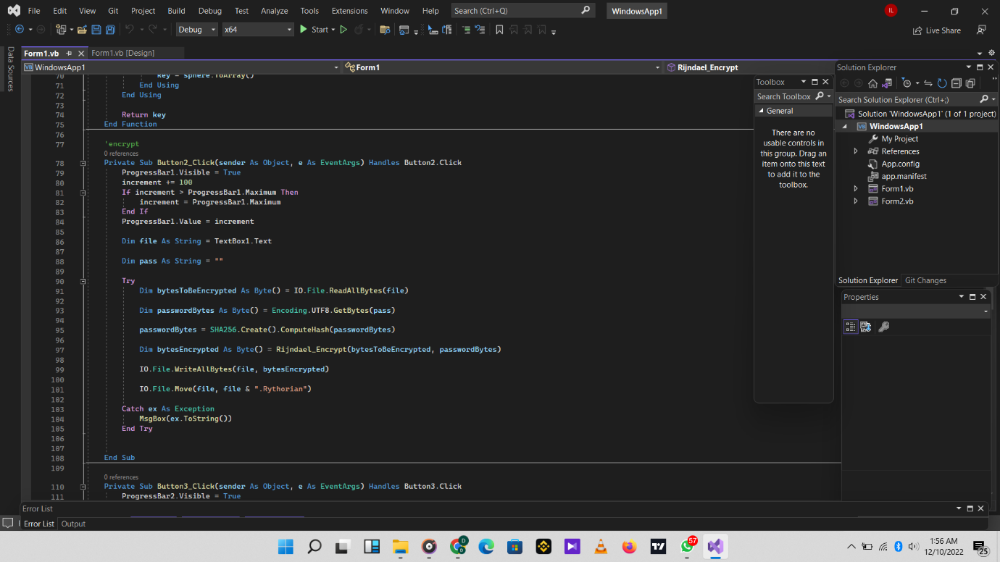 File Edit View Git Project Build Debug Test Analyze Tools Extensions Window Help Search (Ctrl+Q) WindowsApp1 IL
Debug x64 Start Live Share
Data Sources
Form1.vb Form1.vb [Design]
WindowsApp1 Form1 Rijndael_Encrypt
70 key = sphere.ToArray()
71 End Using
72 End Using
73
74 Return key
75 End Function
76
77 'encrypt
0 references
78 Private Sub Button2_Click(sender As Object, e As EventArgs) Handles Button2.Click
79 ProgressBar1.Visible = True
80 increment += 100
81 If increment > ProgressBar1.Maximum Then
82 increment = ProgressBar1.Maximum
83 End If
84 ProgressBar1.Value = increment
85
86 Dim file As String = TextBox1.Text
87
88 Dim pass As String = ""
89
90 Try
91 Dim bytesToBeEncrypted As Byte() = IO.File.ReadAllBytes(file)
92
93 Dim passwordBytes As Byte() = Encoding.UTF8.GetBytes(pass)
94
95 passwordBytes = SHA256.Create().ComputeHash(passwordBytes)
96
97 Dim bytesEncrypted As Byte() = Rijndael_Encrypt(bytesToBeEncrypted, passwordBytes)
98
99 IO.File.WriteAllBytes(file, bytesEncrypted)
100
101 IO.File.Move(file, file & ".Rythorian")
102
103 Catch ex As Exception
104 MsgBox(ex.ToString())
105 End Try
106
107
108 End Sub
109
0 references
110 Private Sub Button3_Click(sender As Object, e As EventArgs) Handles Button3.Click
111 ProgressBar2.Visible = True
Toolbox
Search Toolbox
General
There are no
usable controls in
this group. Drag an
item onto this text
to add it to the
toolbox.
Solution Explorer
Search Solution Explorer (Ctrl+;)
Solution 'WindowsApp1' (1 of 1 project)
WindowsApp1
My Project
References
App.config
app.manifest
Form1.vb
Form2.vb
Solution Explorer Git Changes
Properties
Error List
Error List Output
57
1:56 AM
12/10/2022
25